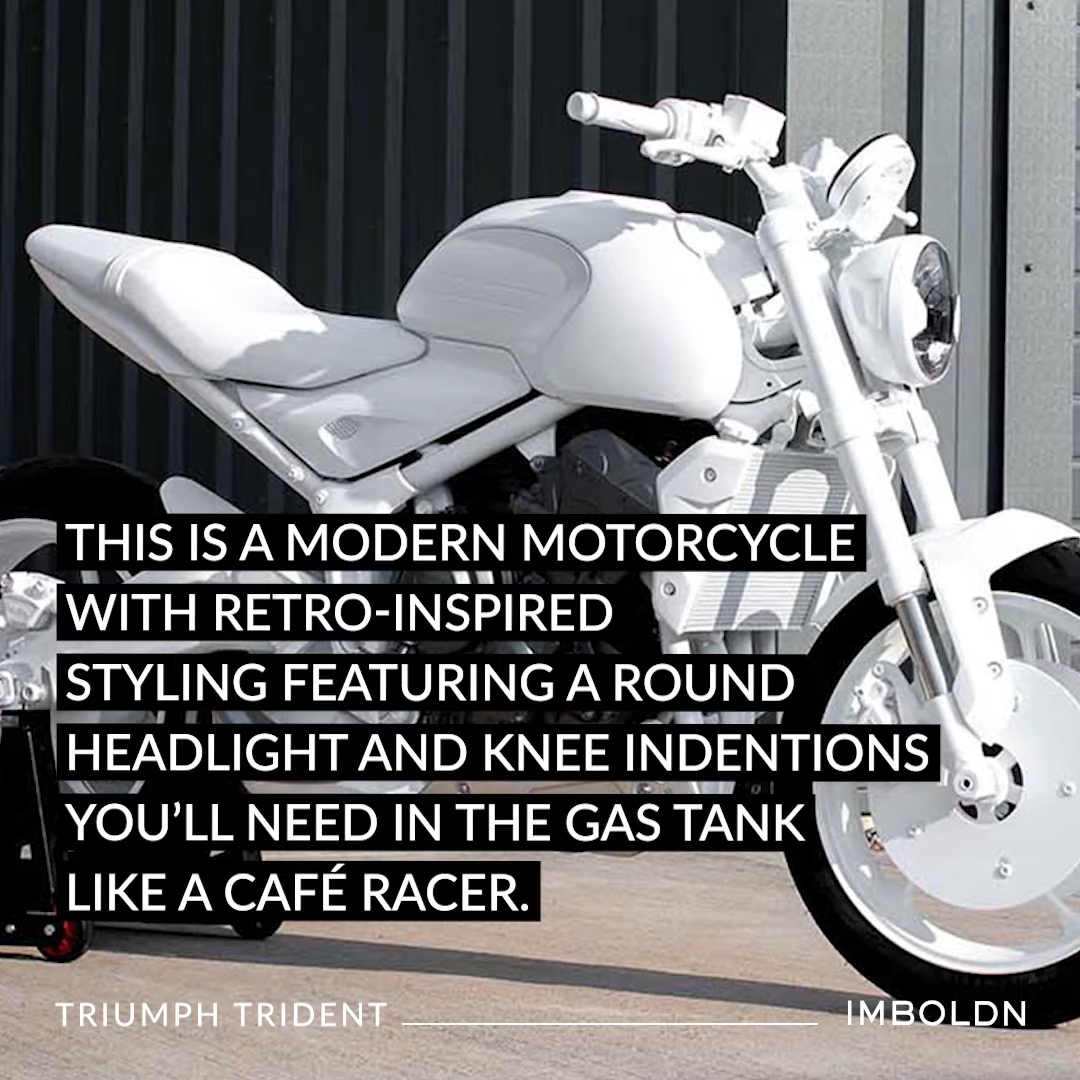 THIS IS A MODERN MOTORCYCLE
WITH RETRO-INSPIRED
STYLING FEATURING A ROUND
HEADLIGHT AND KNEE INDENTIONS
YOU’LL NEED IN THE GAS TANK
LIKE A CAFÉ RACER.
TRIUMPH TRIDENT IMBOLDN